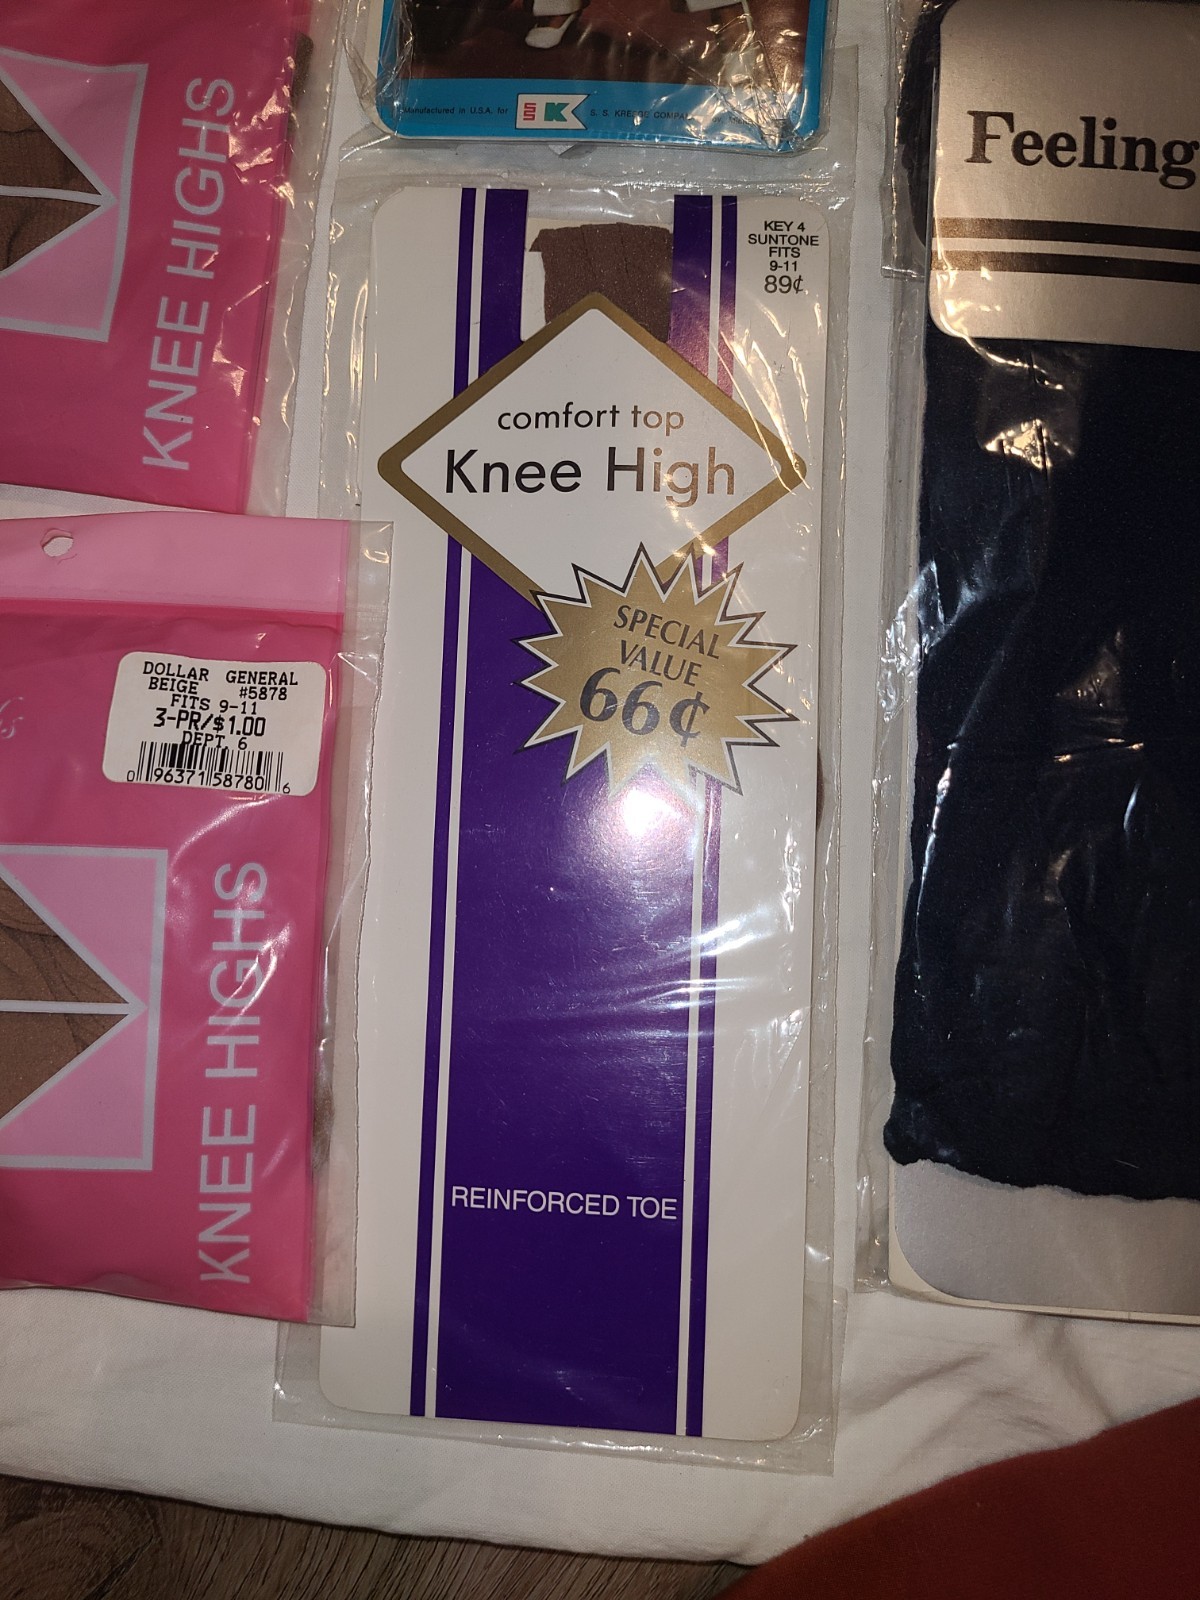 KNEE HIGHS
Manufactured in U.S.A. for
SS
K
S. S. KRESGE COMPANY
Feeling
KEY 4
SUNTONE
FITS
9-11
89¢
comfort top
Knee High
SPECIAL
VALUE
66¢
REINFORCED TOE
DOLLAR GENERAL
BEIGE #5878
FITS 9-11
3-PR/$1.00
DEPT. 6
0 96371 58780 6
KNEE HIGHS